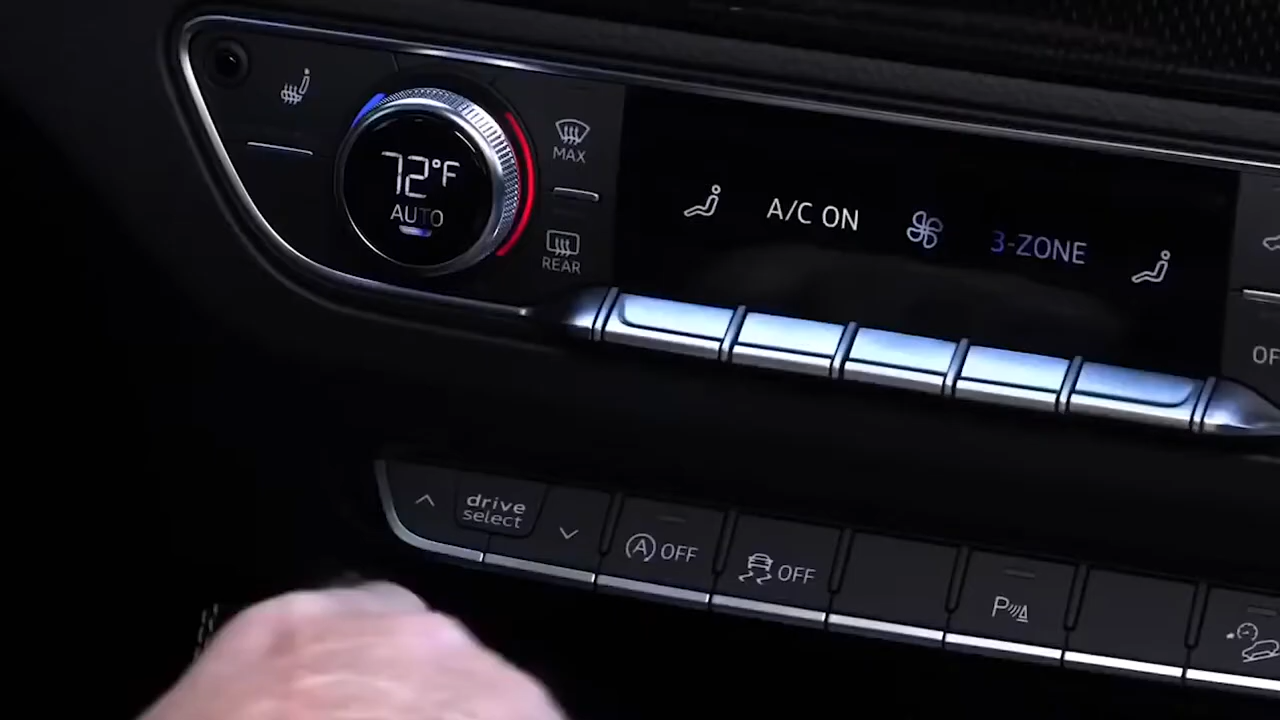 72°F
AUTO
MAX
REAR
A/C ON
3-ZONE
OF
drive
select
A OFF
OFF
P